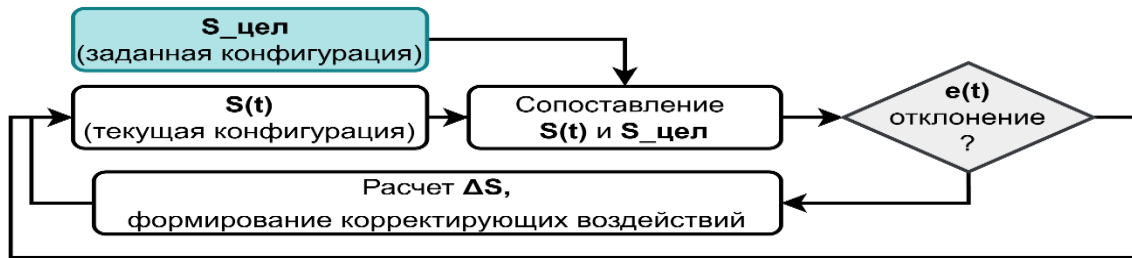 S_цел
(заданная конфигурация)
S(t)
(текущая конфигурация)
Сопоставление
S(t) и S_цел
e(t)
отклонение
?
Расчет ΔS,
формирование корректирующих воздействий